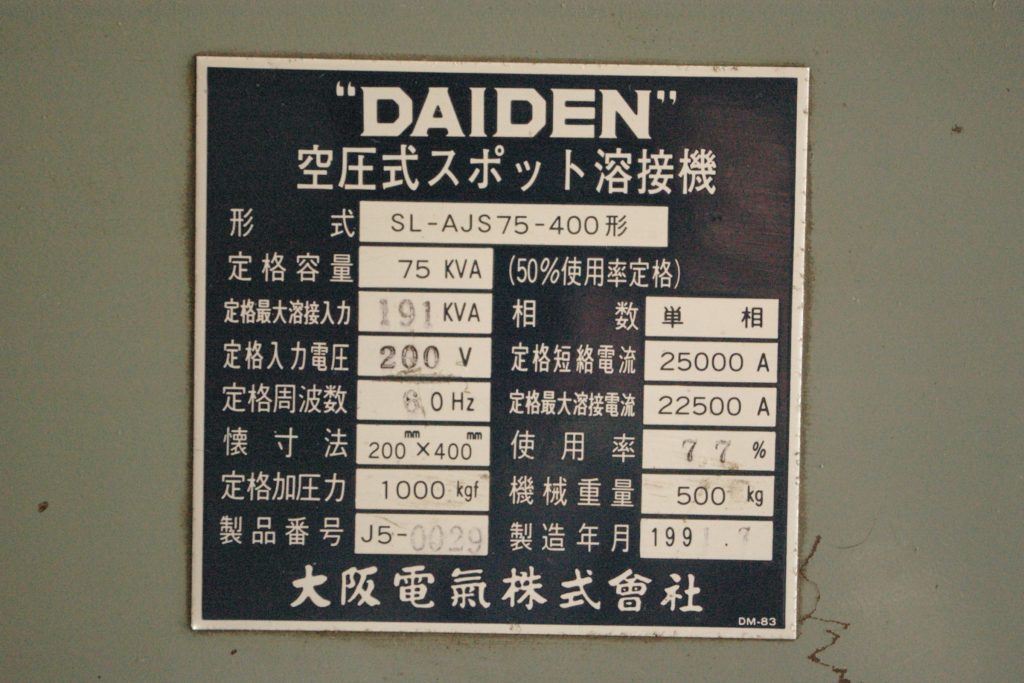 "DAIDEN"
空圧式スポット溶接機
形式 SL-AJS75-400形
定格容量 75 KVA (50%使用率定格)
定格最大溶接入力 191 KVA 相数 単相
定格入力電圧 200 V 定格短絡電流 25000 A
定格周波数 60 Hz 定格最大溶接電流 22500 A
懐寸法 200mm×400mm 使用率 7.7 %
定格加圧力 1000 kgf 機械重量 500 kg
製品番号 J5-0029 製造年月 1991.7
大阪電氣株式會社
DM-83